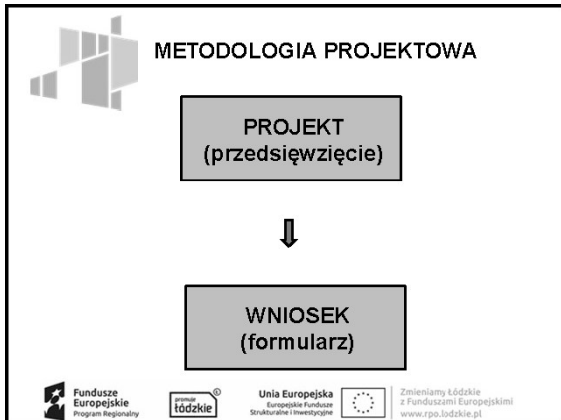 METODOLOGIA PROJEKTOWA
PROJEKT
(przedsięwzięcie)
WNIOSEK
(formularz)
Fundusze
Europejskie
Program Regionalny
promuje
łódzkie
Unia Europejska
Europejskie Fundusze
Strukturalne i Inwestycyjne
Zmieniamy Łódzkie
z Funduszami Europejskimi
www.rpo.lodzkie.pl